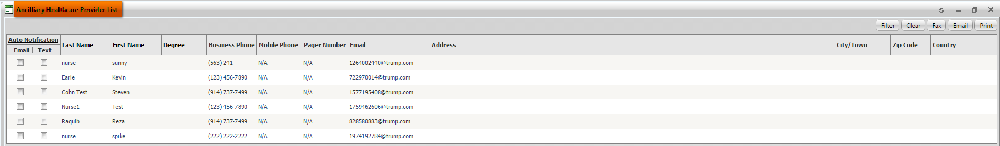 Ancilliary Healthcare Provider List
Filter Clear Fax Email Print
Auto Notification
Email Text Last Name First Name Degree Business Phone Mobile Phone Pager Number Email Address City/Town Zip Code Country
nurse sunny (563) 241- N/A N/A 1264002440@trump.com
Earle Kevin (123) 456-7890 N/A N/A 722970014@trump.com
Cohn Test Steven (914) 737-7499 N/A N/A 1577195408@trump.com
Nurse1 Test (123) 456-7890 N/A N/A 1759462606@trump.com
Raquib Reza (914) 737-7499 N/A N/A 828580883@trump.com
nurse spike (222) 222-2222 N/A N/A 1974192784@trump.com